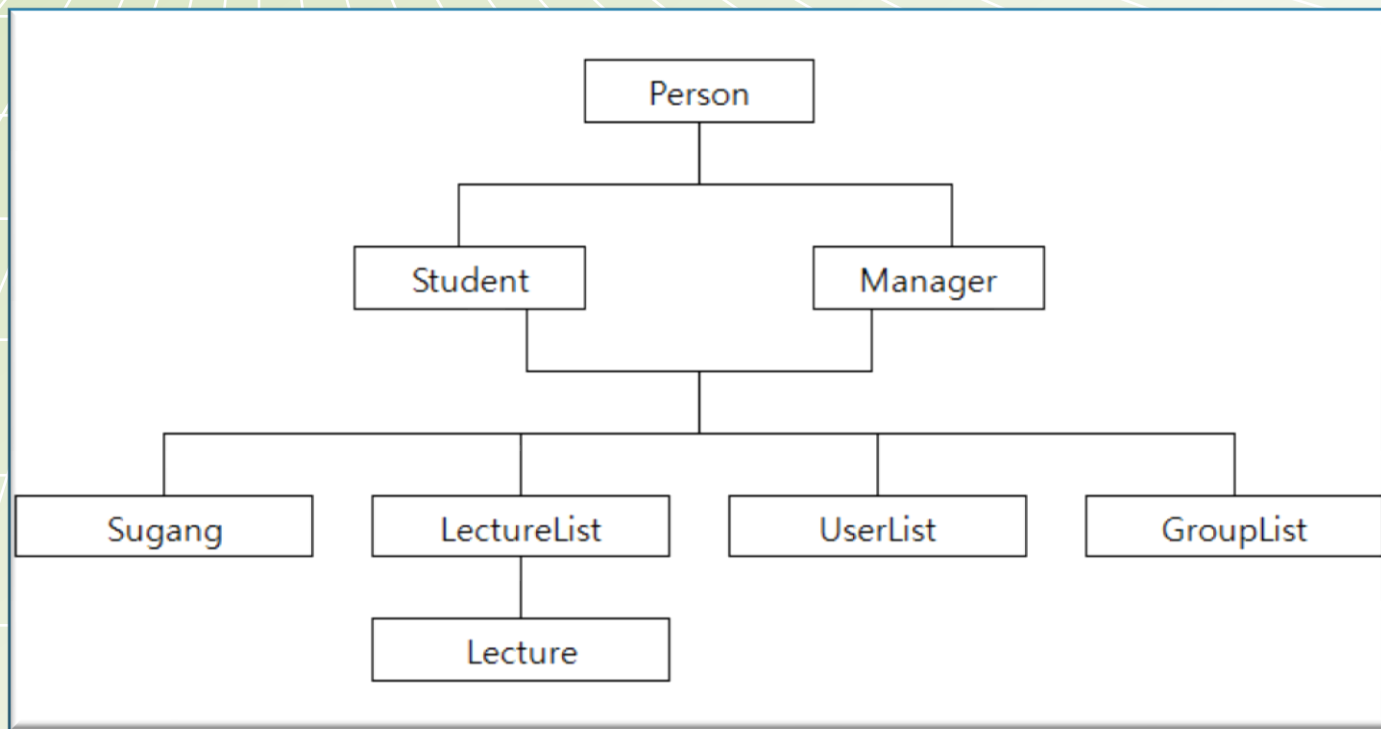 Person
Student
Manager
Sugang
LectureList
UserList
GroupList
Lecture